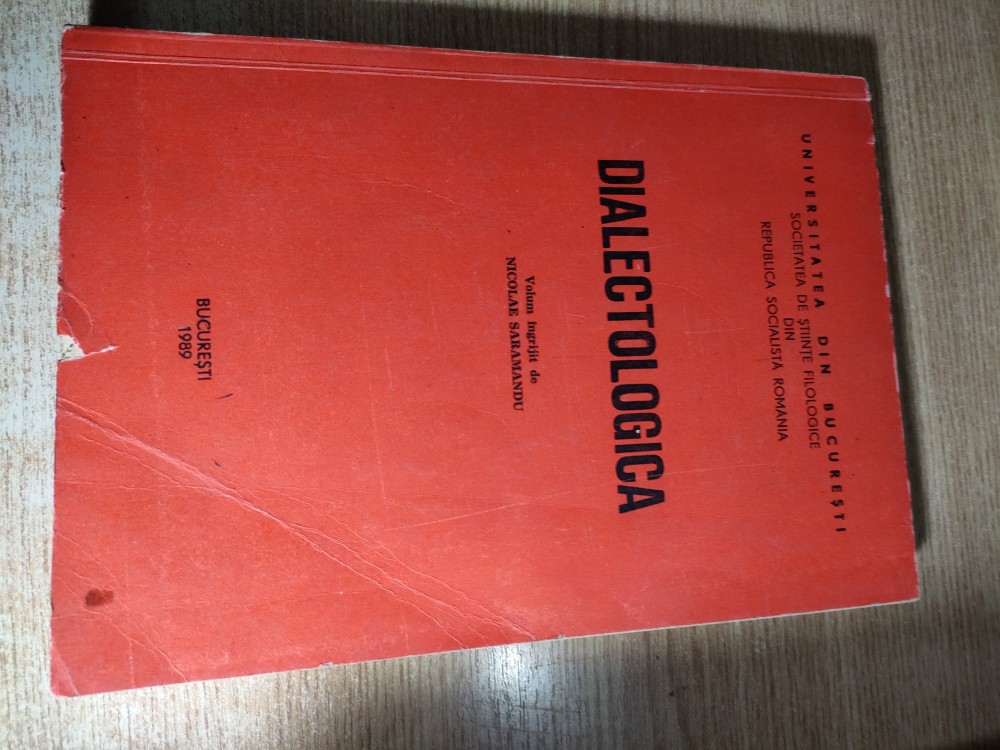 UNIVERSITATEA DIN BUCUREȘTI
SOCIETATEA DE ȘTIINȚE FILOLOGICE
DIN
REPUBLICA SOCIALISTĂ ROMÂNIA
DIALECTOLOGICA
Volum îngrijit de
NICOLAE SARAMANDU
BUCUREȘTI
1989